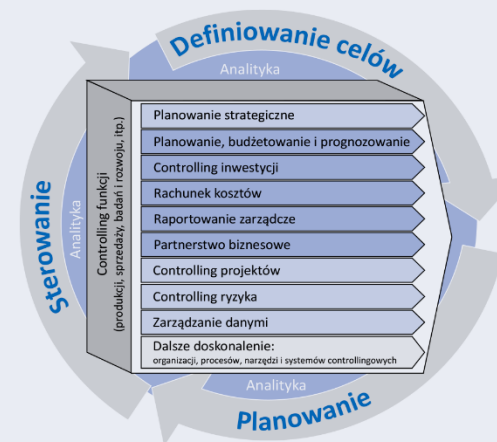 Definiowanie celów
Analityka
Planowanie strategiczne
Planowanie, budżetowanie i prognozowanie
Controlling inwestycji
Rachunek kosztów
Raportowanie zarządcze
Partnerstwo biznesowe
Controlling projektów
Controlling ryzyka
Zarządzanie danymi
Dalsze doskonalenie:
organizacji, procesów, narzędzi i systemów controllingowych
Controlling funkcji
(produkcji, sprzedaży, badań i rozwoju, itp.)
Analityka
Sterowanie
Analityka
Planowanie